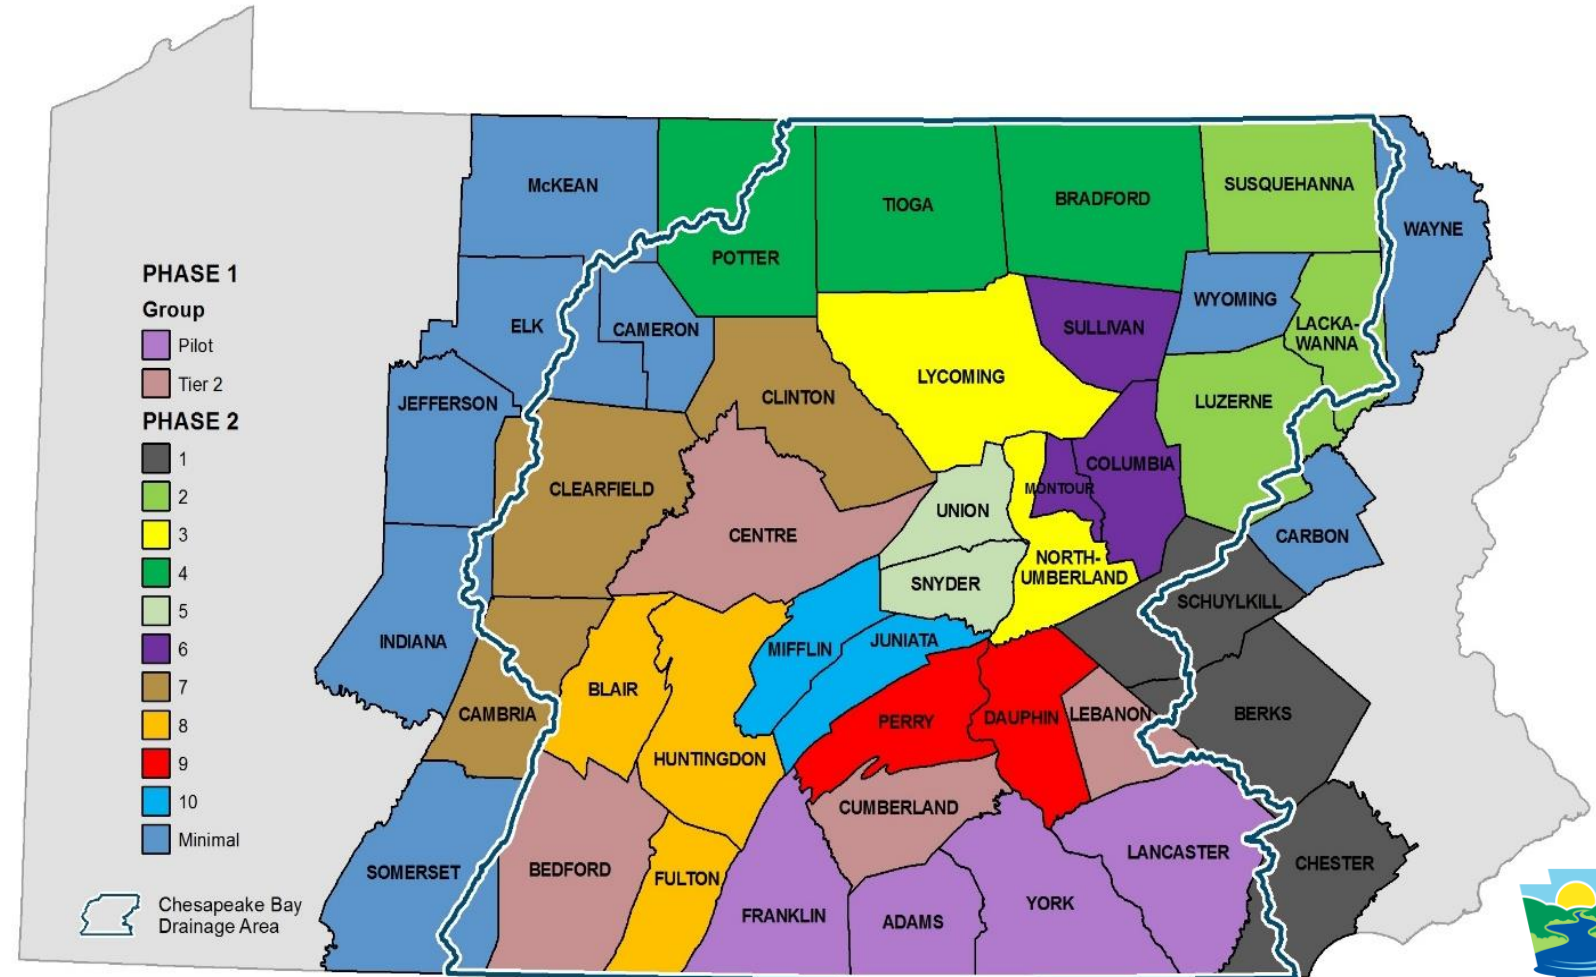 PHASE 1
Group
Pilot
Tier 2
PHASE 2
1
2
3
4
5
6
7
8
9
10
Minimal
Chesapeake Bay
Drainage Area
McKEAN
POTTER
TIOGA
BRADFORD
SUSQUEHANNA
WAYNE
ELK
CAMERON
SULLIVAN
WYOMING
LACKA-
WANNA
JEFFERSON
CLINTON
LYCOMING
LUZERNE
CLEARFIELD
CENTRE
UNION
MONTOUR
COLUMBIA
CARBON
SNYDER
NORTH-
UMBERLAND
SCHUYLKILL
INDIANA
MIFFLIN
JUNIATA
CAMBRIA
BLAIR
HUNTINGDON
PERRY
DAUPHIN
LEBANON
BERKS
SOMERSET
BEDFORD
FULTON
CUMBERLAND
FRANKLIN
ADAMS
YORK
LANCASTER
CHESTER